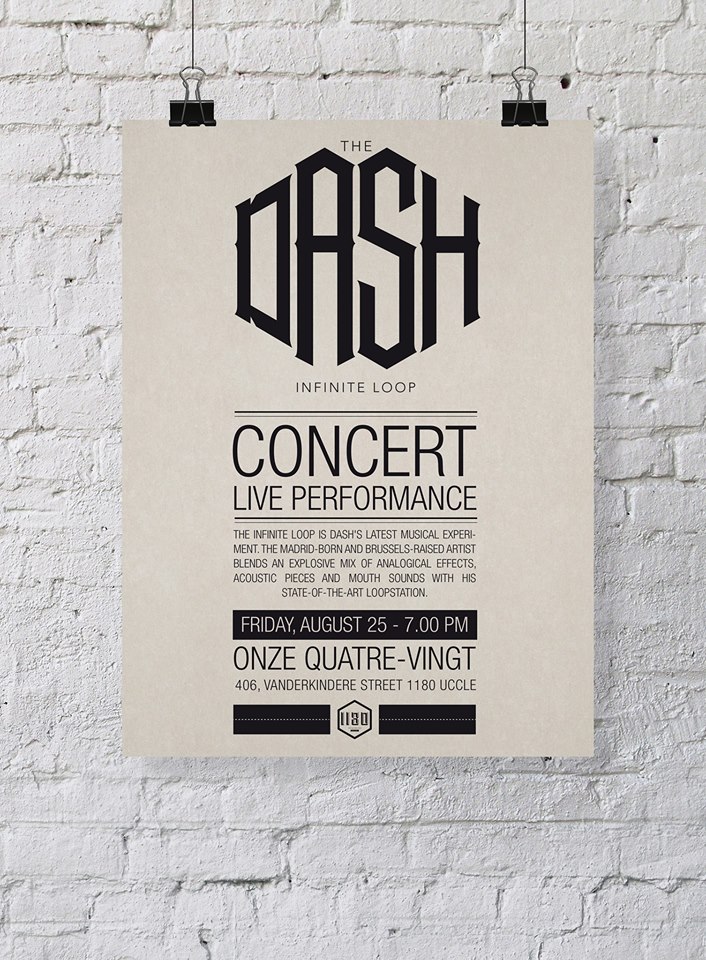 THE
DASH
INFINITE LOOP
CONCERT
LIVE PERFORMANCE
THE INFINITE LOOP IS DASH'S LATEST MUSICAL EXPERI-
MENT. THE MADRID-BORN AND BRUSSELS-RAISED ARTIST
BLENDS AN EXPLOSIVE MIX OF ANALOGICAL EFFECTS,
ACOUSTIC PIECES AND MOUTH SOUNDS WITH HIS
STATE-OF-THE-ART LOOPSTATION.
FRIDAY, AUGUST 25 - 7.00 PM
ONZE QUATRE-VINGT
406, VANDERKINDERE STREET 1180 UCCLE
1180